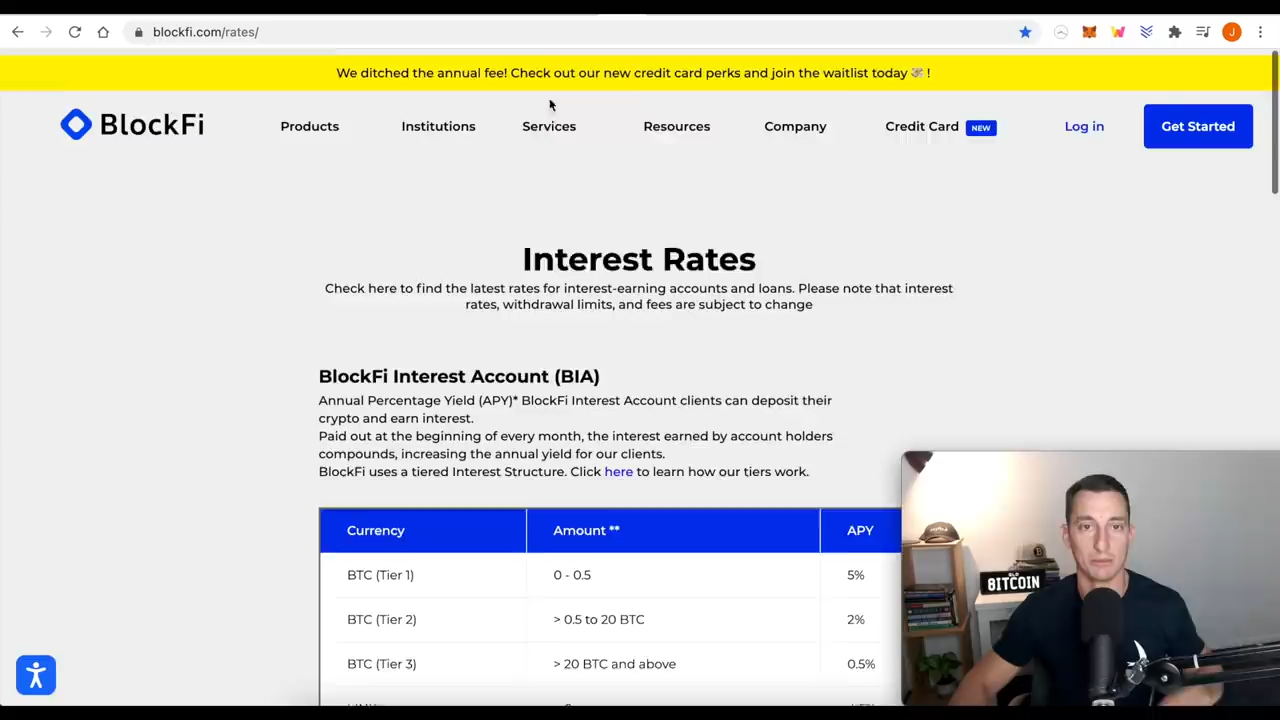 blockfi.com/rates/
J
We ditched the annual fee! Check out our new credit card perks and join the waitlist today !
BlockFi
Products
Institutions
Services
Resources
Company
Credit Card NEW
Log in
Get Started
Interest Rates
Check here to find the latest rates for interest-earning accounts and loans. Please note that interest
rates, withdrawal limits, and fees are subject to change
BlockFi Interest Account (BIA)
Annual Percentage Yield (APY)* BlockFi Interest Account clients can deposit their
crypto and earn interest.
Paid out at the beginning of every month, the interest earned by account holders
compounds, increasing the annual yield for our clients.
BlockFi uses a tiered Interest Structure. Click here to learn how our tiers work.
Currency Amount ** APY
BTC (Tier 1) 0 - 0.5 5%
BTC (Tier 2) > 0.5 to 20 BTC 2%
BTC (Tier 3) > 20 BTC and above 0.5%
BITCOIN